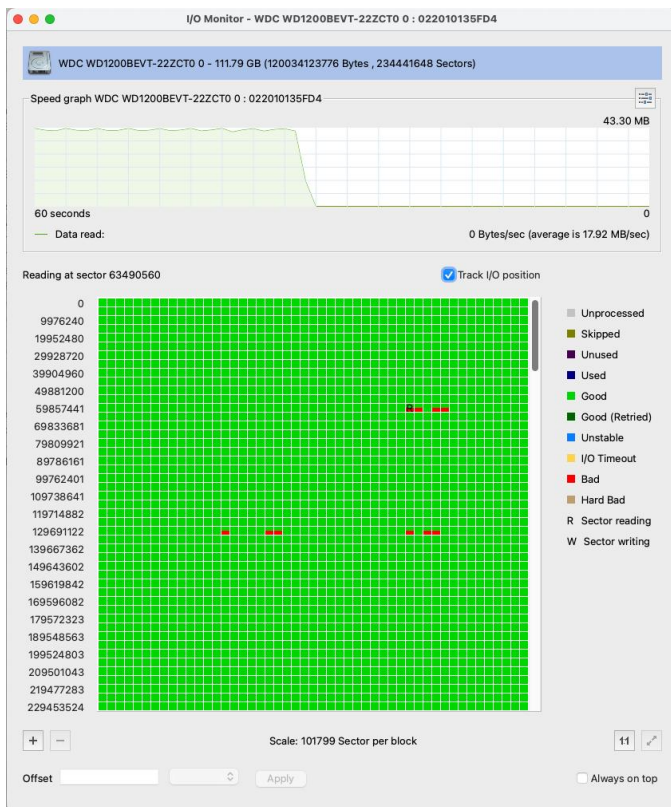 I/O Monitor - WDC WD1200BEVT-22ZCT0 0 : 022010135FD4
WDC WD1200BEVT-22ZCT0 0 - 111.79 GB (120034123776 Bytes , 234441648 Sectors)
Speed graph WDC WD1200BEVT-22ZCT0 0 : 022010135FD4
43.30 MB
60 seconds 0
Data read: 0 Bytes/sec (average is 17.92 MB/sec)
Reading at sector 63490560 Track I/O position
0
9976240
19952480
29928720
39904960
49881200
59857441
69833681
79809921
89786161
99762401
109738641
119714882
129691122
139667362
149643602
159619842
169596082
179572323
189548563
199524803
209501043
219477283
229453524
R
Unprocessed
Skipped
Unused
Used
Good
Good (Retried)
Unstable
I/O Timeout
Bad
Hard Bad
R Sector reading
W Sector writing
+ − Scale: 101799 Sector per block 1:1
Offset Apply Always on top